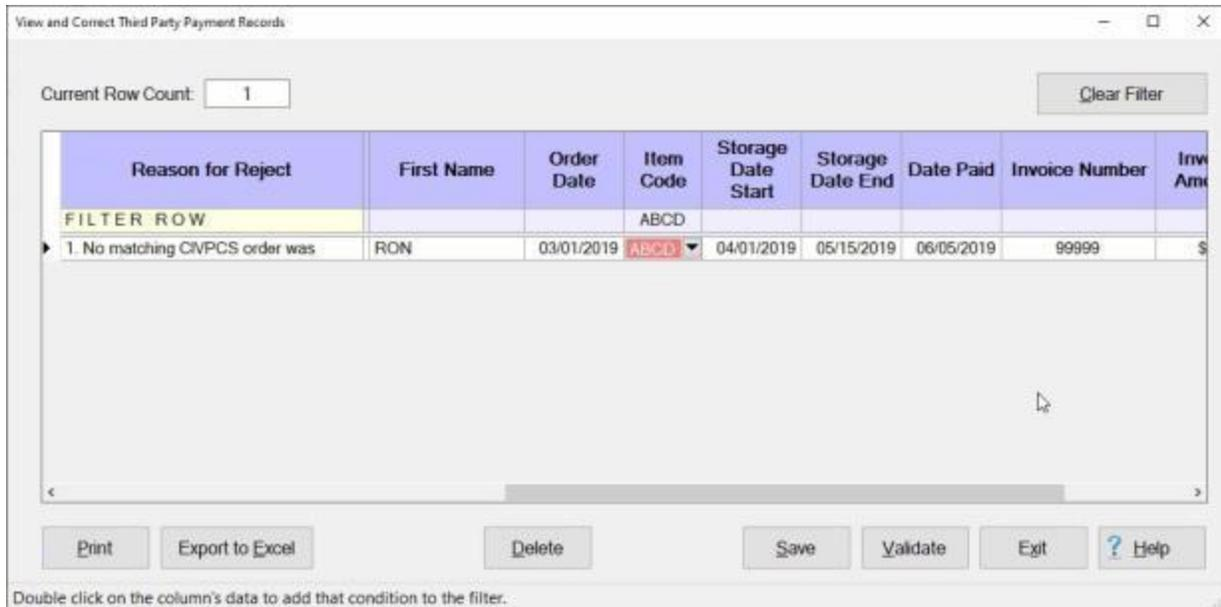 View and Correct Third Party Payment Records
Current Row Count: 1
Clear Filter
Reason for Reject First Name Order Date Item Code Storage Date Start Storage Date End Date Paid Invoice Number
FILTER ROW ABCD
1. No matching CIVPCS order was RON 03/01/2019 ABCD 04/01/2019 05/15/2019 06/05/2019 99999 $
Print Export to Excel Delete Save Validate Exit ? Help
Double click on the column's data to add that condition to the filter.